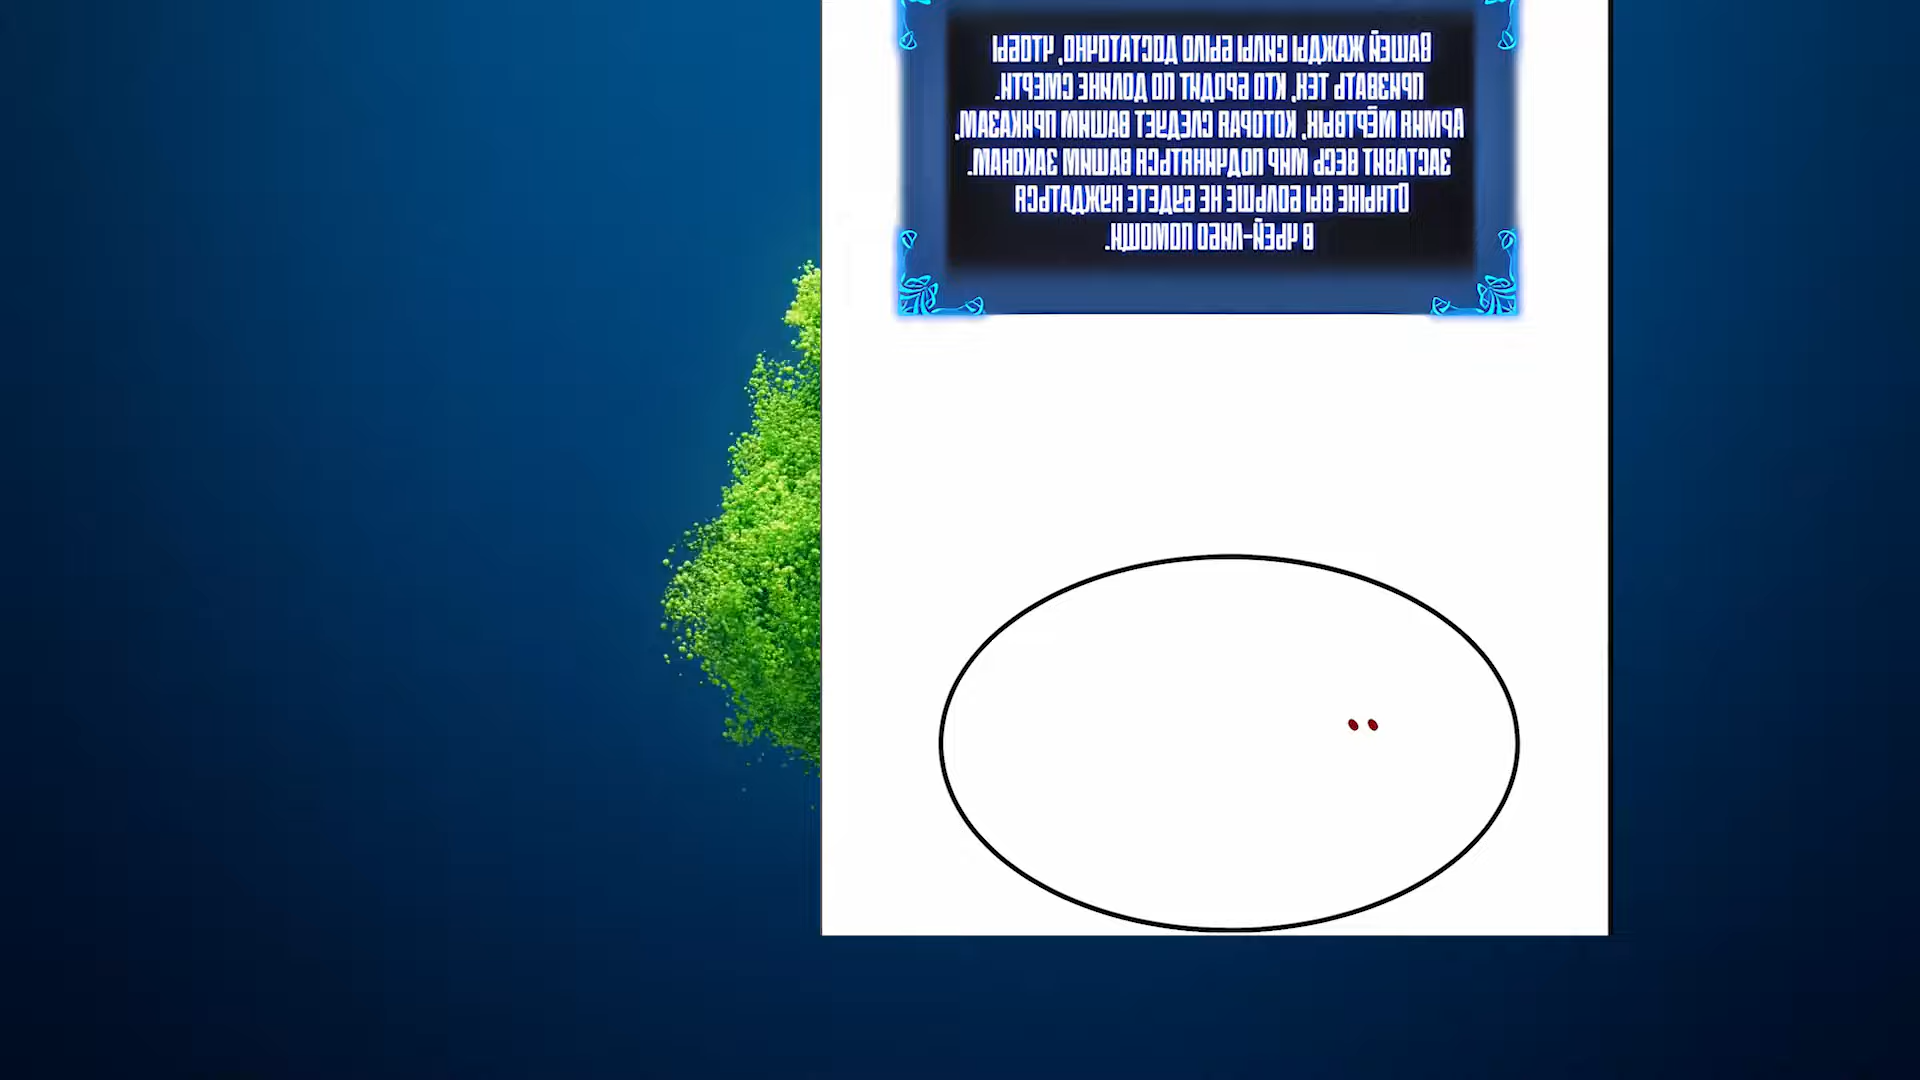 Вашей жажды силы было достаточно, чтобы
призвать тех, кто бродит по долине смерти.
Армия мёртвых, которая следует вашим приказам,
заставит весь мир подчиняться вашим законам.
Отныне вы больше не будете нуждаться
в чьей-либо помощи.